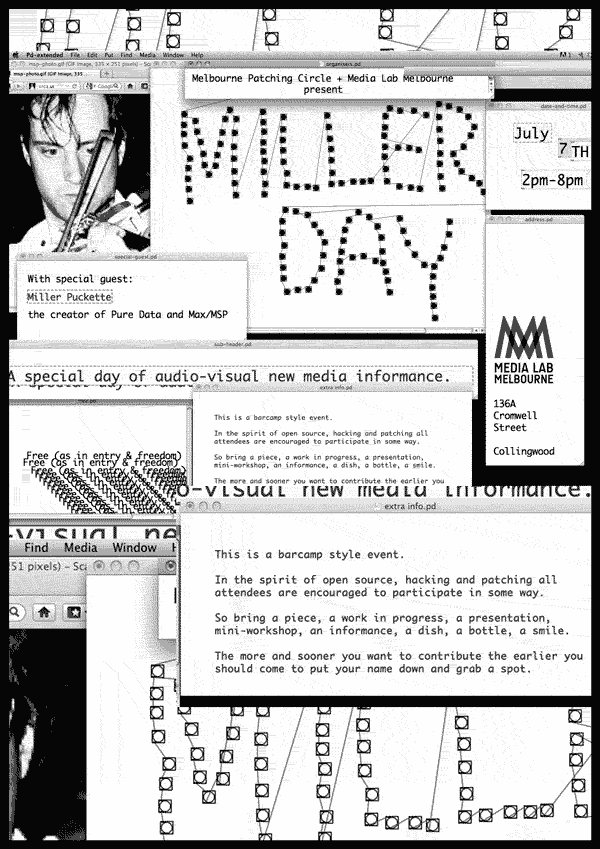 Pd-extended File Edit Put Find Media Window Help
msp-photo.gif (GIF Image, 335 x 251 pixels) - Sc
organisers.pd
Melbourne Patching Circle + Media Lab Melbourne
present
MILLER
DAY
date-and-time.pd
July
7 TH
2pm-8pm
address.pd
MEDIA LAB
MELBOURNE
136A
Cromwell
Street
Collingwood
special-guest.pd
With special guest:
Miller Puckette
the creator of Pure Data and Max/MSP
sub-header.pd
A special day of audio-visual new media informance.
extra info.pd
This is a barcamp style event.
In the spirit of open source, hacking and patching all
attendees are encouraged to participate in some way.
So bring a piece, a work in progress, a presentation,
mini-workshop, an informance, a dish, a bottle, a smile.
The more and sooner you want to contribute the earlier you
free.pd
Free (as in entry & freedom)
Free (as in entry & freedom)
Free (as in entry & freedom)
o-visual new media informance.
-visual ne
Find Media Window H
51 pixels) - Sca
extra info.pd
This is a barcamp style event.
In the spirit of open source, hacking and patching all
attendees are encouraged to participate in some way.
So bring a piece, a work in progress, a presentation,
mini-workshop, an informance, a dish, a bottle, a smile.
The more and sooner you want to contribute the earlier you
should come to put your name down and grab a spot.